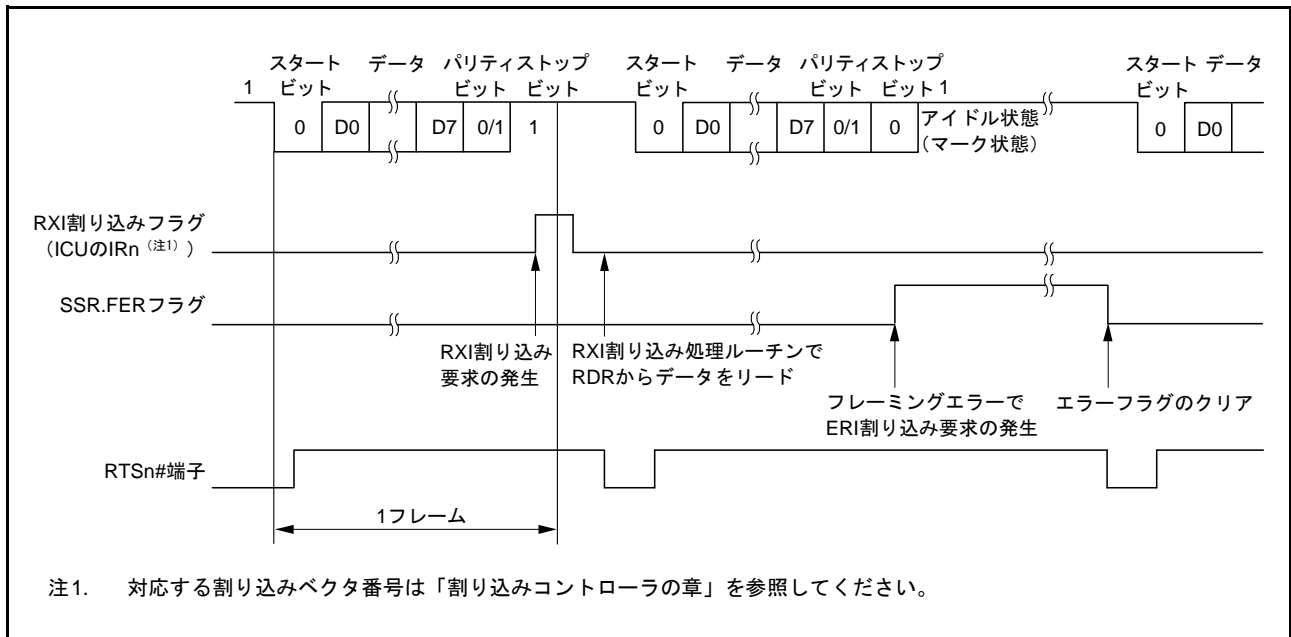 スタート データ パリティ ストップ スタート データ パリティ ストップ スタート データ
1 ビット ビット ビット ビット ビット ビット 1 ビット
0 D0 D7 0/1 1 0 D0 D7 0/1 0 アイドル状態 0 D0
（マーク状態）
RXI割り込みフラグ
（ICUのIRn（注1））
SSR.FERフラグ
RXI割り込み
要求の発生
RXI割り込み処理ルーチンで
RDRからデータをリード
フレーミングエラーで
ERI割り込み要求の発生
エラーフラグのクリア
RTSn#端子
1フレーム
注1. 対応する割り込みベクタ番号は「割り込みコントローラの章」を参照してください。